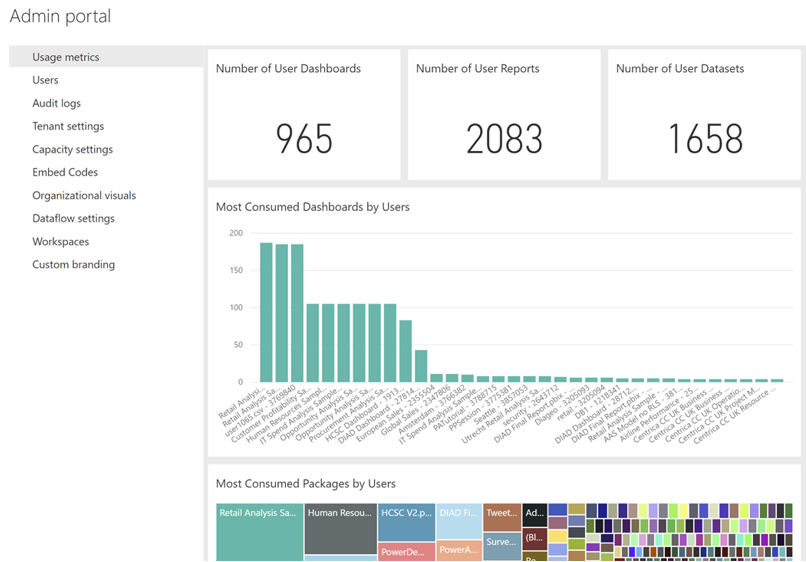 Admin portal
Usage metrics
Users
Audit logs
Tenant settings
Capacity settings
Embed Codes
Organizational visuals
Dataflow settings
Workspaces
Custom branding
Number of User Dashboards
965
Number of User Reports
2083
Number of User Datasets
1658
Most Consumed Dashboards by Users
200
150
100
50
0
Retail Analysi...
Retail Analysis Sa...
user1065.csv - 3769840
Customer Profitability Sa...
Human Resources Sampl...
IT Spend Analysis Sample...
Opportunity Analysis Sa...
Opportunity Analysis Sa...
Procurement Analysis Sa...
HCSC Dashboard - 1913...
DIAD Dashboard - 27814...
European Sales - 2355504
Global Sales - 2347806
Amsterdam - 3766382
IT Spend Analysis Sample...
PATutorial - 3788715
PPSession - 3775381
Seattle - 3857053
Utrecht Retail Analysis Sa...
security - 2643712
DIAD Final Report.pbix...
Diageo - 3205093
retail - 3205094
DB1 - 1218341
DIAD Dashboard - 28712...
DIAD Final Report.pbix...
Retail Analysis Sample - ...
AAS Model no RLS - 381...
Airline Performance - 25...
Centrica CC UK Business...
Centrica CC UK Business...
Centrica CC UK Operatio...
Centrica CC UK Project M...
Centrica CC UK Resource ...
Most Consumed Packages by Users
Retail Analysis Sa...
Human Resou...
HCSC V2.p...
DIAD Fi...
Tweet...
Ad...
PowerDe...
PowerA...
Surve...
(Bl...